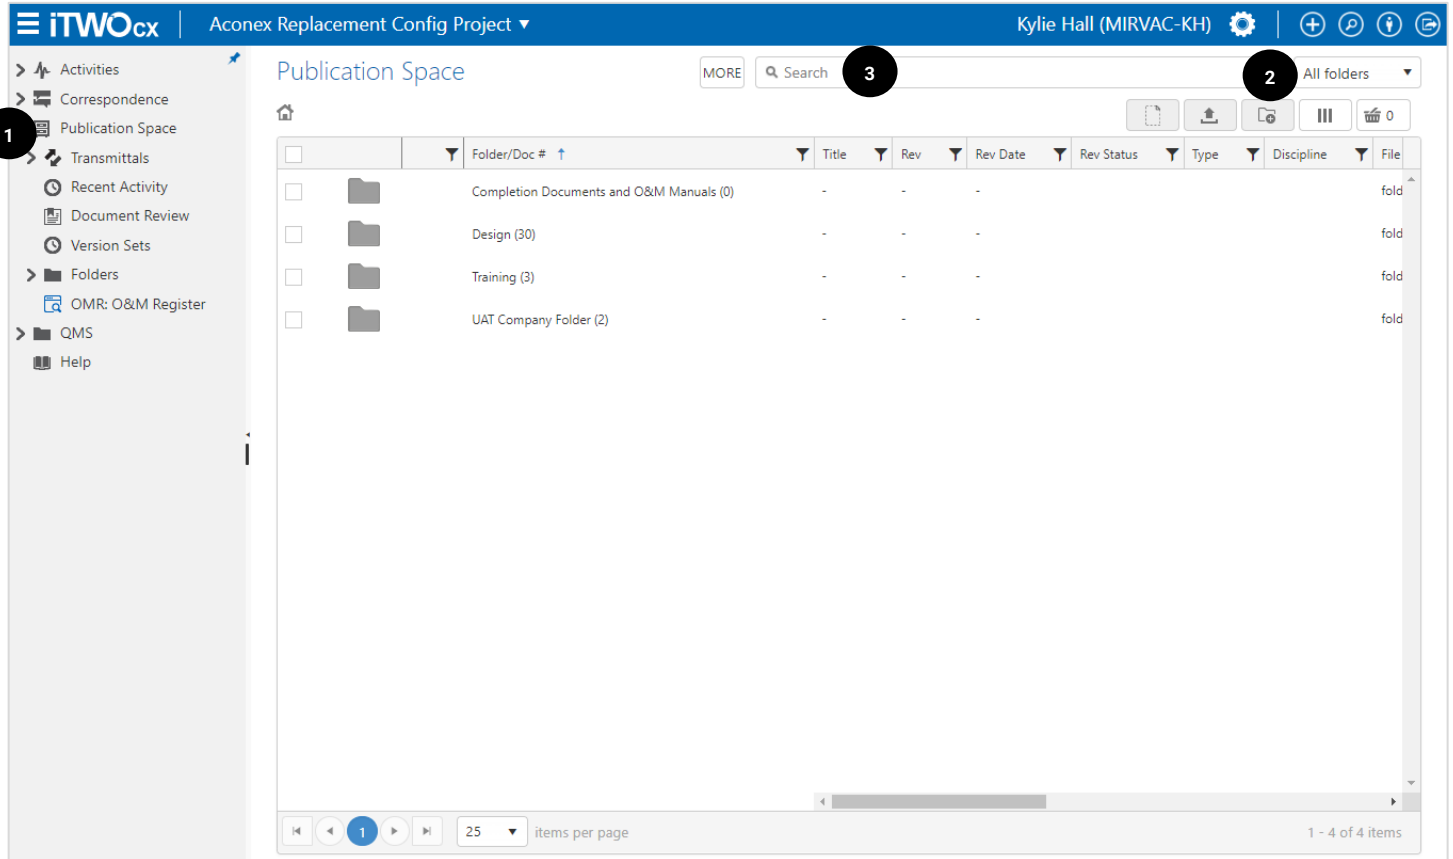 iTWOcx
Aconex Replacement Config Project ▼
Kylie Hall (MIRVAC-KH)
Activities
Correspondence
1
Publication Space
Transmittals
Recent Activity
Document Review
Version Sets
Folders
OMR: O&M Register
QMS
Help
Publication Space
MORE
Search
3
2
All folders
0
Folder/Doc # ↑
Title
Rev
Rev Date
Rev Status
Type
Discipline
File
Completion Documents and O&M Manuals (0) - - - fold
Design (30) - - - fold
Training (3) - - - fold
UAT Company Folder (2) - - - fold
1
25
items per page
1 - 4 of 4 items